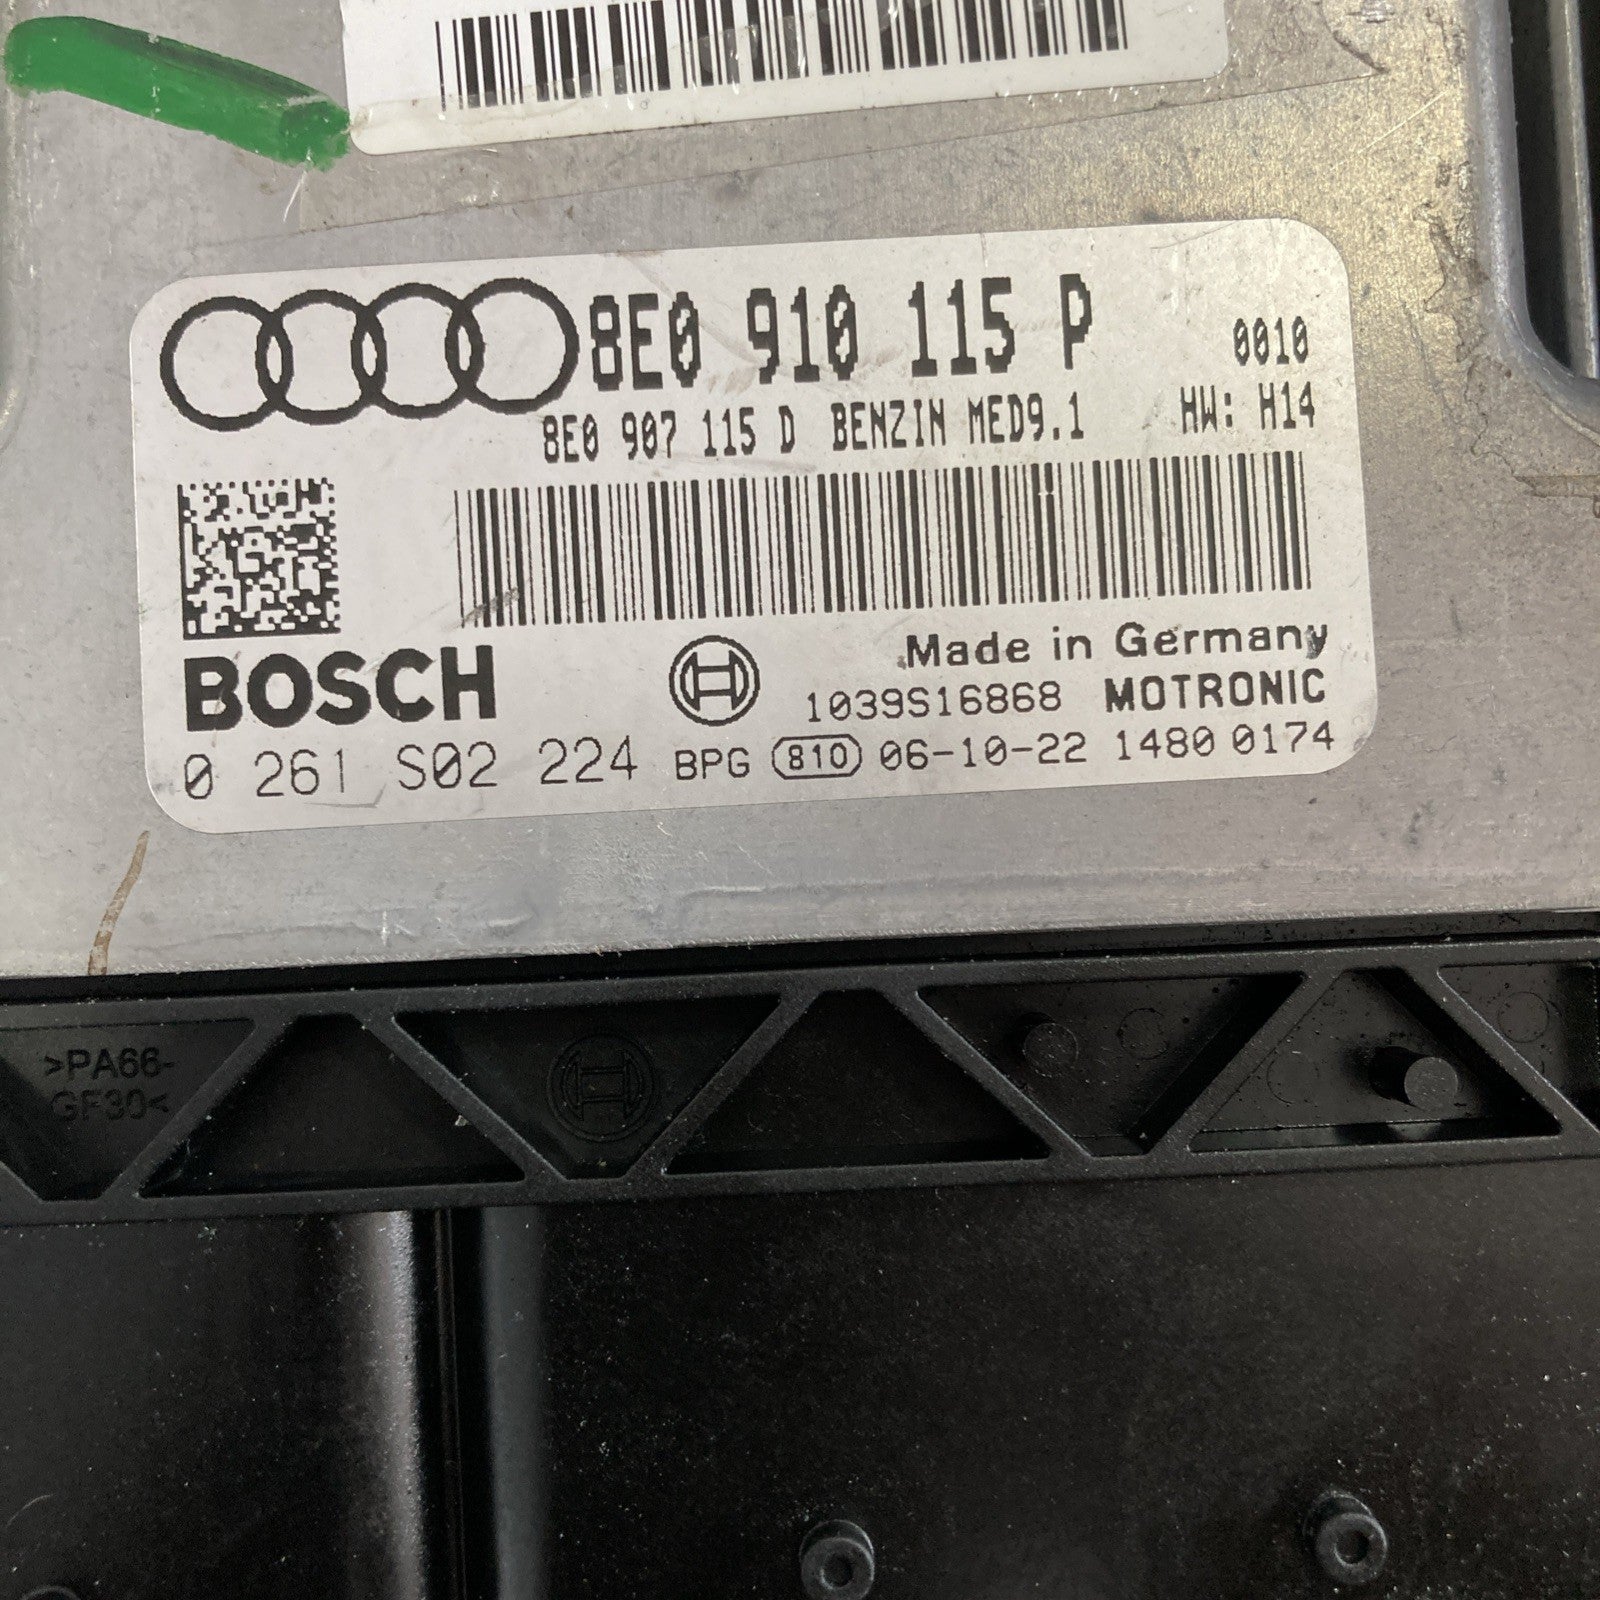 8E0 910 115 P 0010
8E0 907 115 D BENZIN MED9.1 HW: H14
Made in Germany
BOSCH 1039S16868 MOTRONIC
0 261 S02 224 BPG 810 06-10-22 1480 0174
>PA66-
GF30<